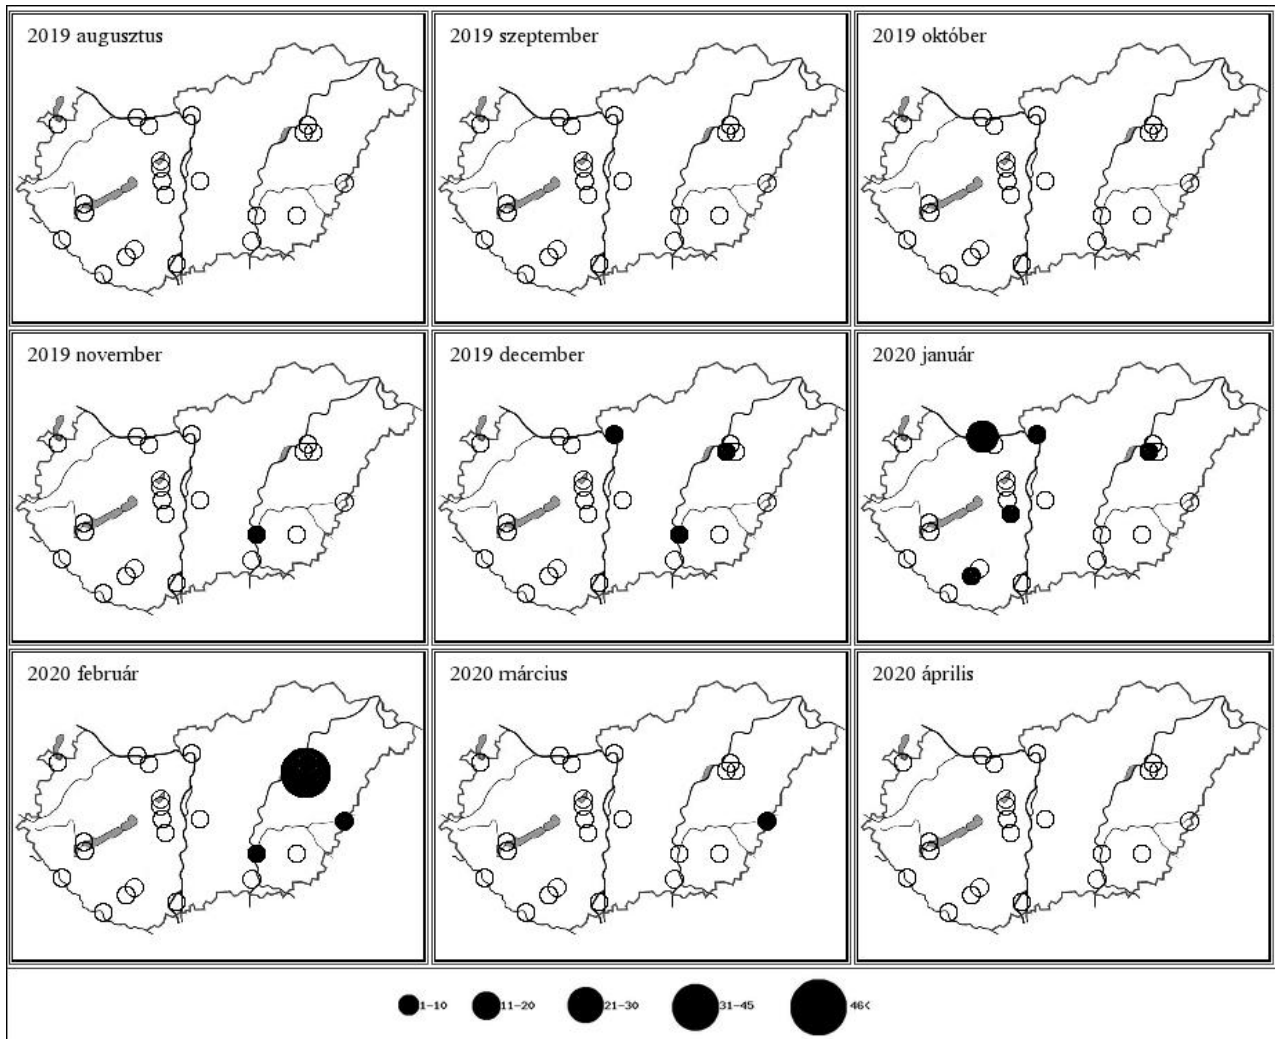 2019 augusztus
2019 szeptember
2019 október
2019 november
2019 december
2020 január
2020 február
2020 március
2020 április
1-10 11-20 21-30 31-45 46<